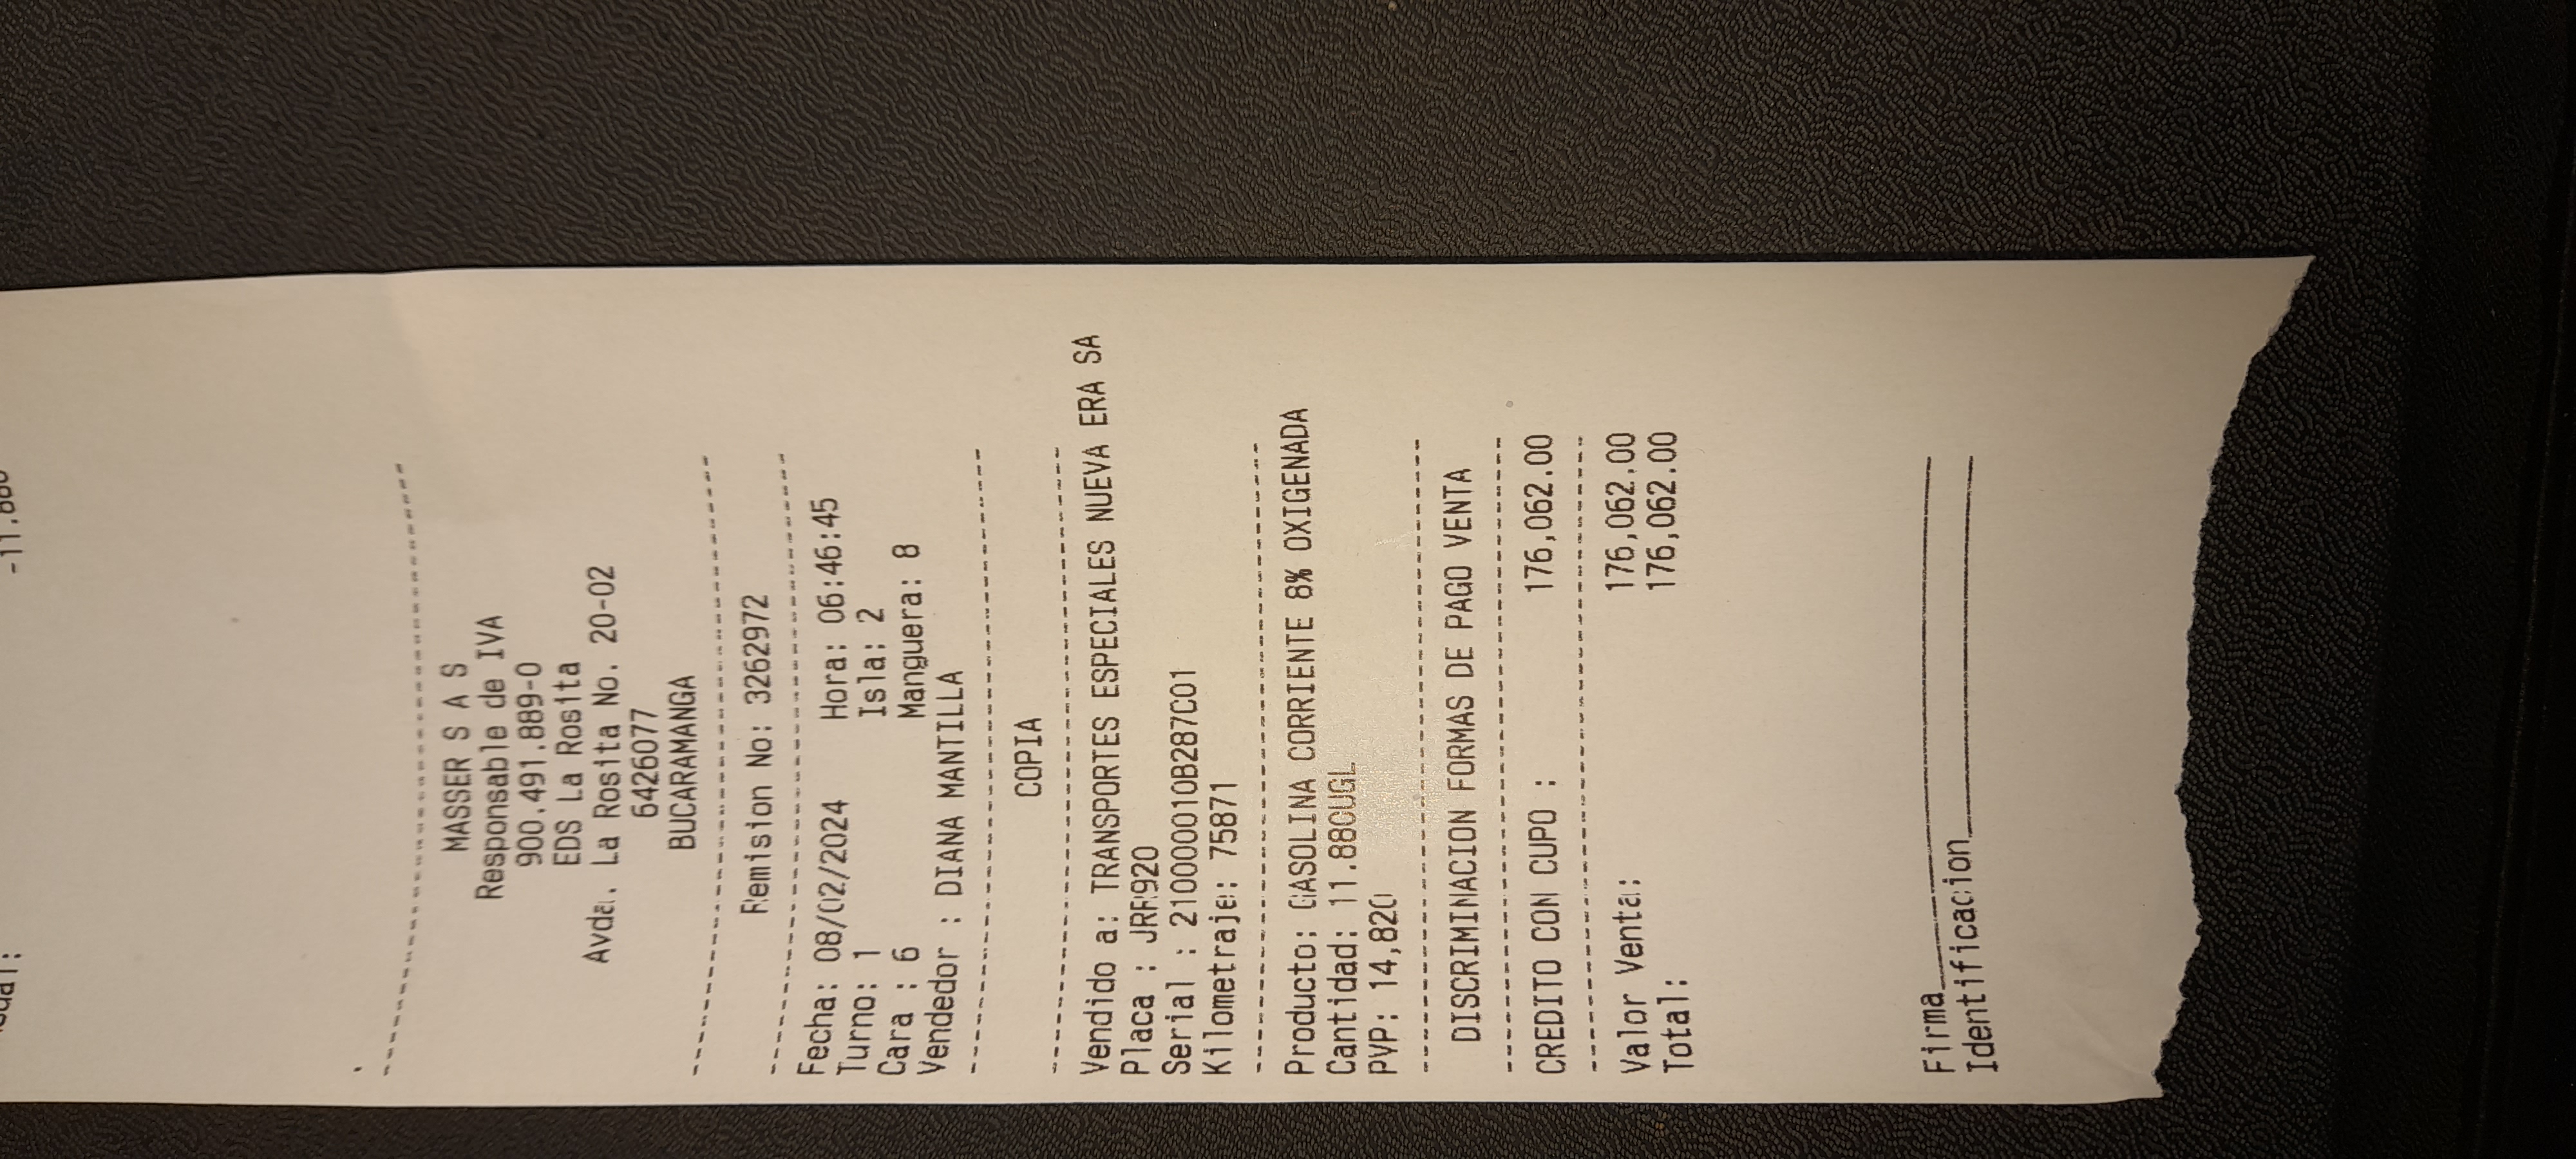 -11.880
MASSER S A S
Responsable de IVA
900.491.889-0
EDS La Rosita
Avda. La Rosita No. 20-02
6426077
BUCARAMANGA
Remision No: 3262972
Fecha: 08/02/2024 Hora: 06:46:45
Turno: 1 Isla: 2
Cara : 6 Manguera: 8
Vendedor : DIANA MANTILLA
COPIA
Vendido a: TRANSPORTES ESPECIALES NUEVA ERA SA
Placa : JRR920
Serial : 210000010B287C01
Kilometraje: 75871
Producto: GASOLINA CORRIENTE 8% OXIGENADA
Cantidad: 11.880UGL
PVP: 14,820
DISCRIMINACION FORMAS DE PAGO VENTA
CREDITO CON CUPO : 176,062.00
Valor Venta: 176,062.00
Total: 176,062.00
Firma
Identificacion